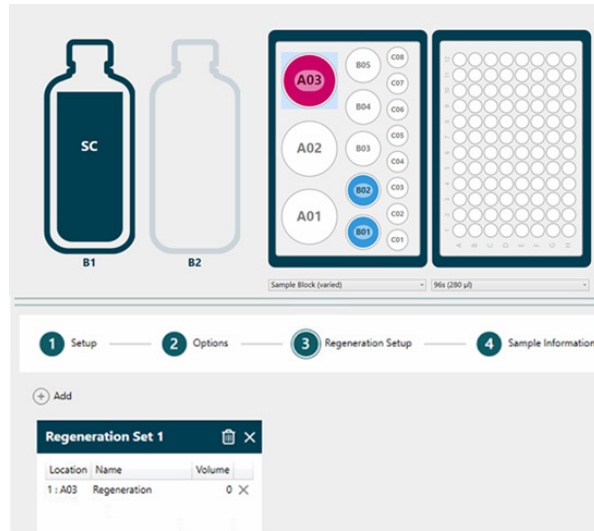 SC
B1
B2
A03
A02
A01
B05
B04
B03
B02
B01
C08
C07
C06
C05
C04
C03
C02
C01
A B C D E F G H
Sample Block (varied)
96s (280 µl)
1 Setup
2 Options
3 Regeneration Setup
4 Sample Information
Add
Regeneration Set 1
Location Name Volume
1 : A03 Regeneration 0